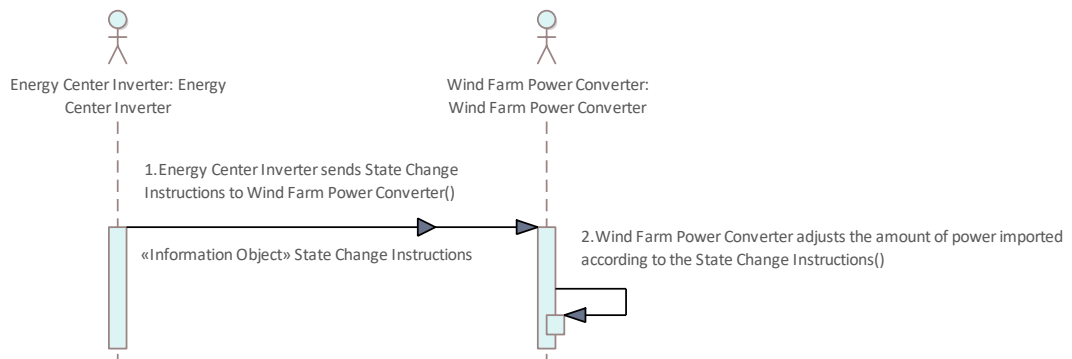 Energy Center Inverter: Energy
Center Inverter
Wind Farm Power Converter:
Wind Farm Power Converter
1.Energy Center Inverter sends State Change
Instructions to Wind Farm Power Converter()
«Information Object» State Change Instructions
2.Wind Farm Power Converter adjusts the amount of power imported
according to the State Change Instructions()